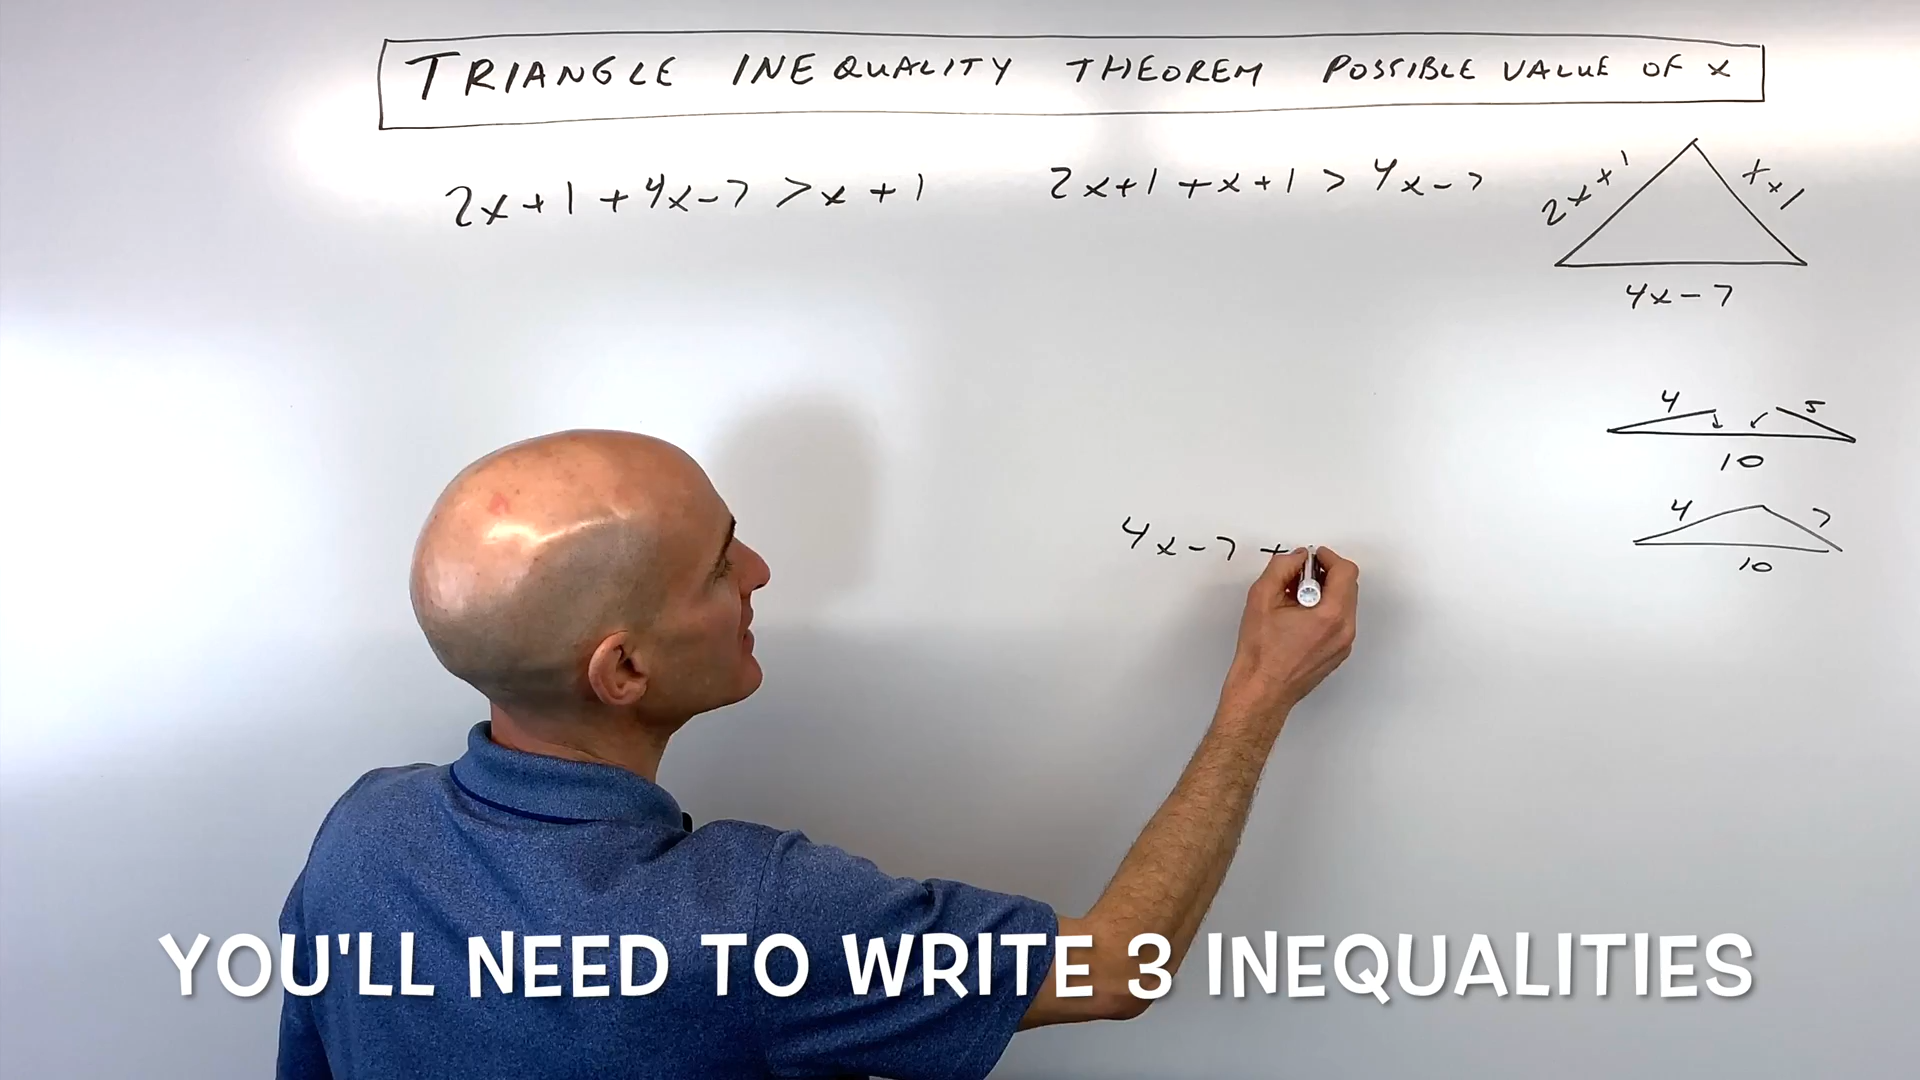 TRIANGLE INEQUALITY THEOREM POSSIBLE VALUE OF X
2x+1+4x-7>x+1
2x+1+x+1>4x-7
2x+1
x+1
4x-7
4
5
10
4
7
10
4x-7+
YOU'LL NEED TO WRITE 3 INEQUALITIES